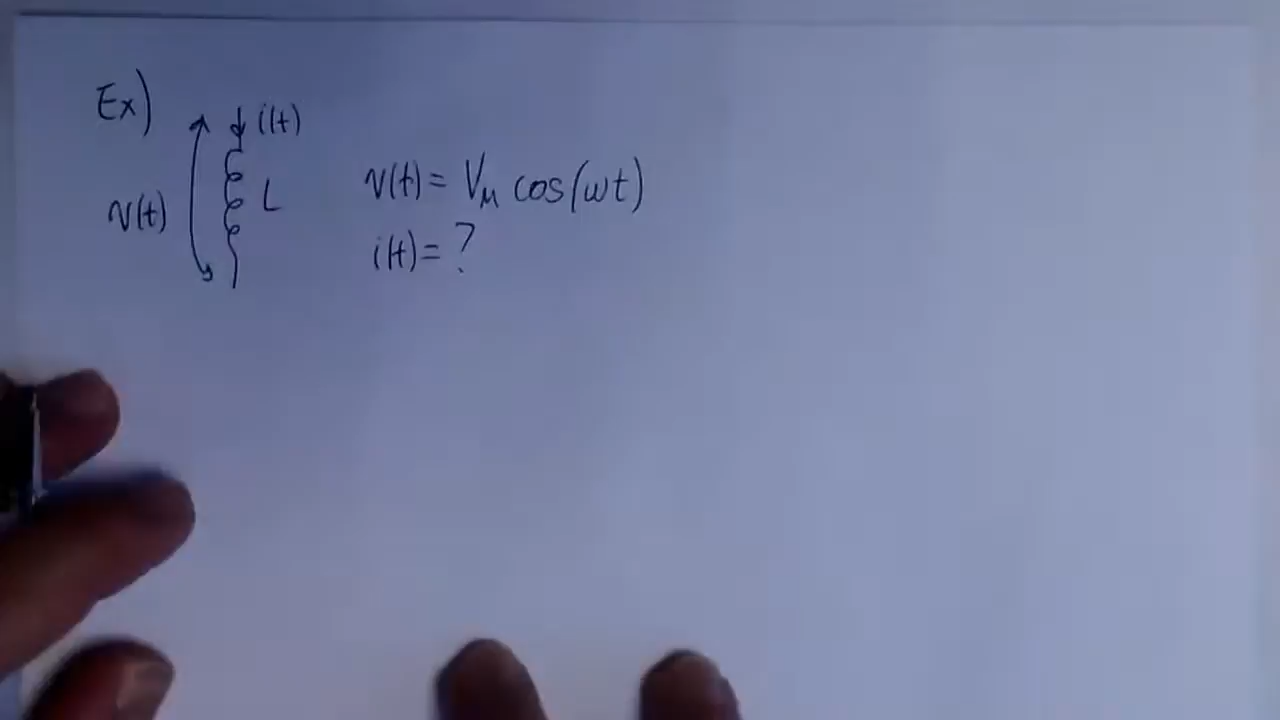 Ex)
i(t)
v(t)
L
v(t) = V_M cos(ωt)
i(t) = ?